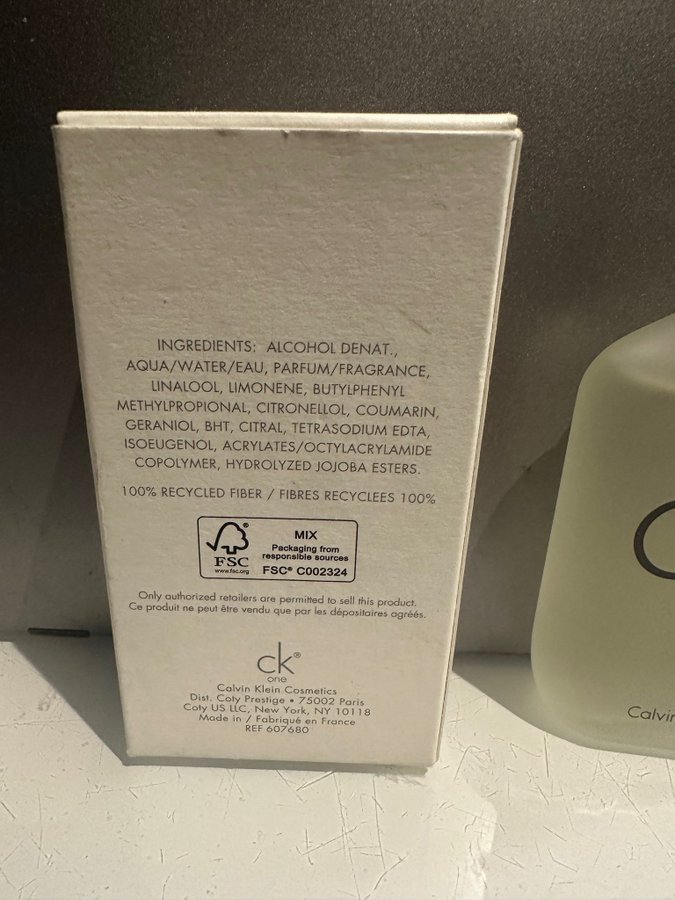 INGREDIENTS: ALCOHOL DENAT.,
AQUA/WATER/EAU, PARFUM/FRAGRANCE,
LINALOOL, LIMONENE, BUTYLPHENYL
METHYLPROPIONAL, CITRONELLOL, COUMARIN,
GERANIOL, BHT, CITRAL, TETRASODIUM EDTA,
ISOEUGENOL, ACRYLATES/OCTYLACRYLAMIDE
COPOLYMER, HYDROLYZED JOJOBA ESTERS.
100% RECYCLED FIBER / FIBRES RECYCLEES 100%
FSC
www.fsc.org
MIX
Packaging from
responsible sources
FSC® C002324
Only authorized retailers are permitted to sell this product.
Ce produit ne peut être vendu que par les dépositaires agréés.
ck®
one
Calvin Klein Cosmetics
Dist. Coty Prestige • 75002 Paris
Coty US LLC, New York, NY 10118
Made in / Fabriqué en France
REF 607680